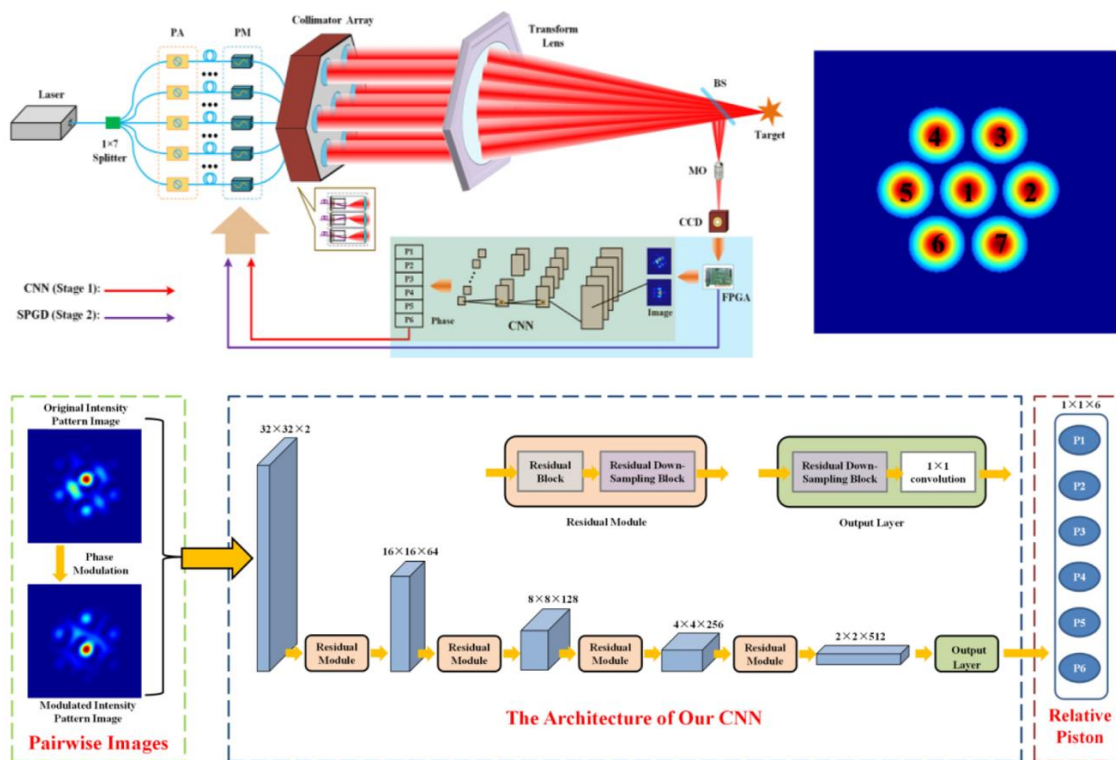 Collimator Array
Transform
Lens
PA
PM
Laser
1×7
Splitter
•••
•••
•••
•••
•••
•••
•••
•••
BS
Target
MO
CCD
FPGA
P1
P2
P3
P4
P5
P6
Phase
CNN
Image
CNN (Stage 1):
SPGD (Stage 2):
4
3
5
1
2
6
7
Original Intensity
Pattern Image
Phase
Modulation
Modulated Intensity
Pattern Image
Pairwise Images
32×32×2
16×16×64
8×8×128
4×4×256
2×2×512
Residual
Block
Residual Down-
Sampling Block
Residual Module
Residual Down-
Sampling Block
1×1
convolution
Output Layer
Residual
Module
Residual
Module
Residual
Module
Residual
Module
Output
Layer
The Architecture of Our CNN
1×1×6
P1
P2
P3
P4
P5
P6
Relative
Piston